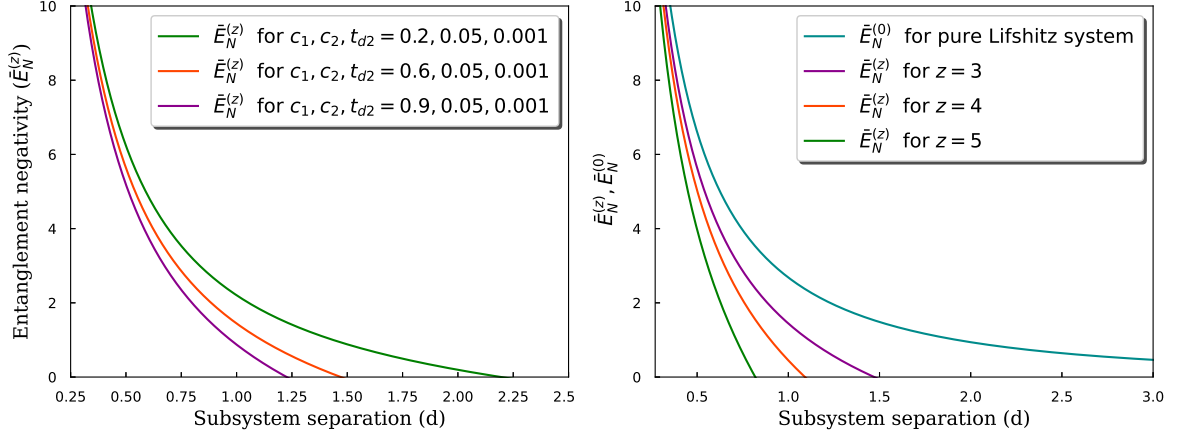 10
8
6
4
2
0
Entanglement negativity (Ē_N^(z))
Ē_N^(z) for c₁, c₂, t_d2 = 0.2, 0.05, 0.001
Ē_N^(z) for c₁, c₂, t_d2 = 0.6, 0.05, 0.001
Ē_N^(z) for c₁, c₂, t_d2 = 0.9, 0.05, 0.001
0.25 0.50 0.75 1.00 1.25 1.50 1.75 2.00 2.25 2.5
Subsystem separation (d)
10
8
6
4
2
0
Ē_N^(z), Ē_N^(0)
Ē_N^(0) for pure Lifshitz system
Ē_N^(z) for z = 3
Ē_N^(z) for z = 4
Ē_N^(z) for z = 5
0.5 1.0 1.5 2.0 2.5 3.0
Subsystem separation (d)